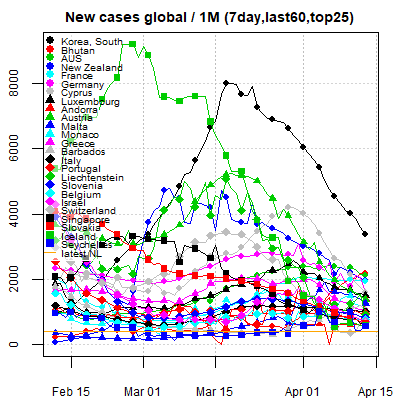 New cases global / 1M (7day,last60,top25)
Korea, South
Bhutan
AUS
New Zealand
France
Germany
Cyprus
Luxembourg
Andorra
Austria
Malta
Monaco
Greece
Barbados
Italy
Portugal
Liechtenstein
Slovenia
Belgium
Israel
Switzerland
Singapore
Slovakia
Iceland
Seychelles
latest NL
0
2000
4000
6000
8000
Feb 15
Mar 01
Mar 15
Apr 01
Apr 15